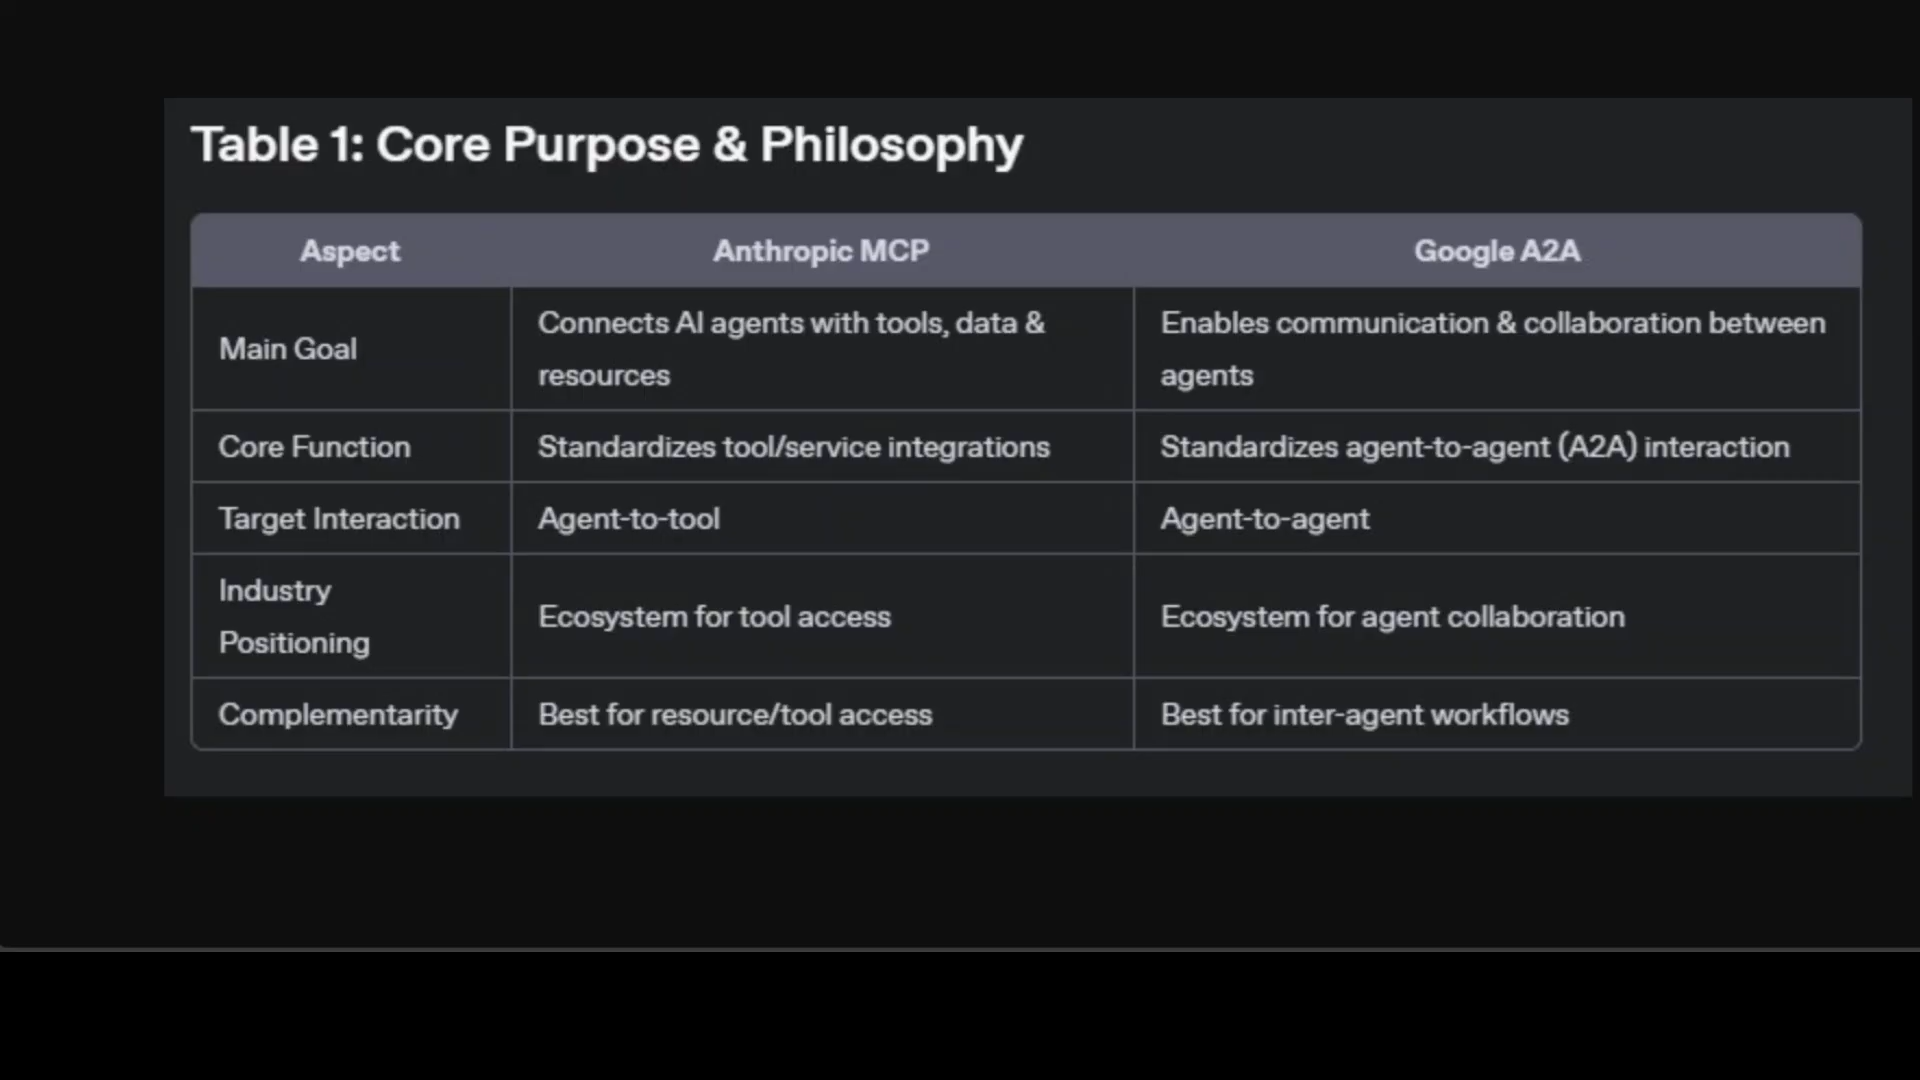 Table 1: Core Purpose & Philosophy
Aspect Anthropic MCP Google A2A
Main Goal
Connects AI agents with tools, data &
resources
Enables communication & collaboration between
agents
Core Function Standardizes tool/service integrations Standardizes agent-to-agent (A2A) interaction
Target Interaction Agent-to-tool Agent-to-agent
Industry
Positioning
Ecosystem for tool access Ecosystem for agent collaboration
Complementarity Best for resource/tool access Best for inter-agent workflows